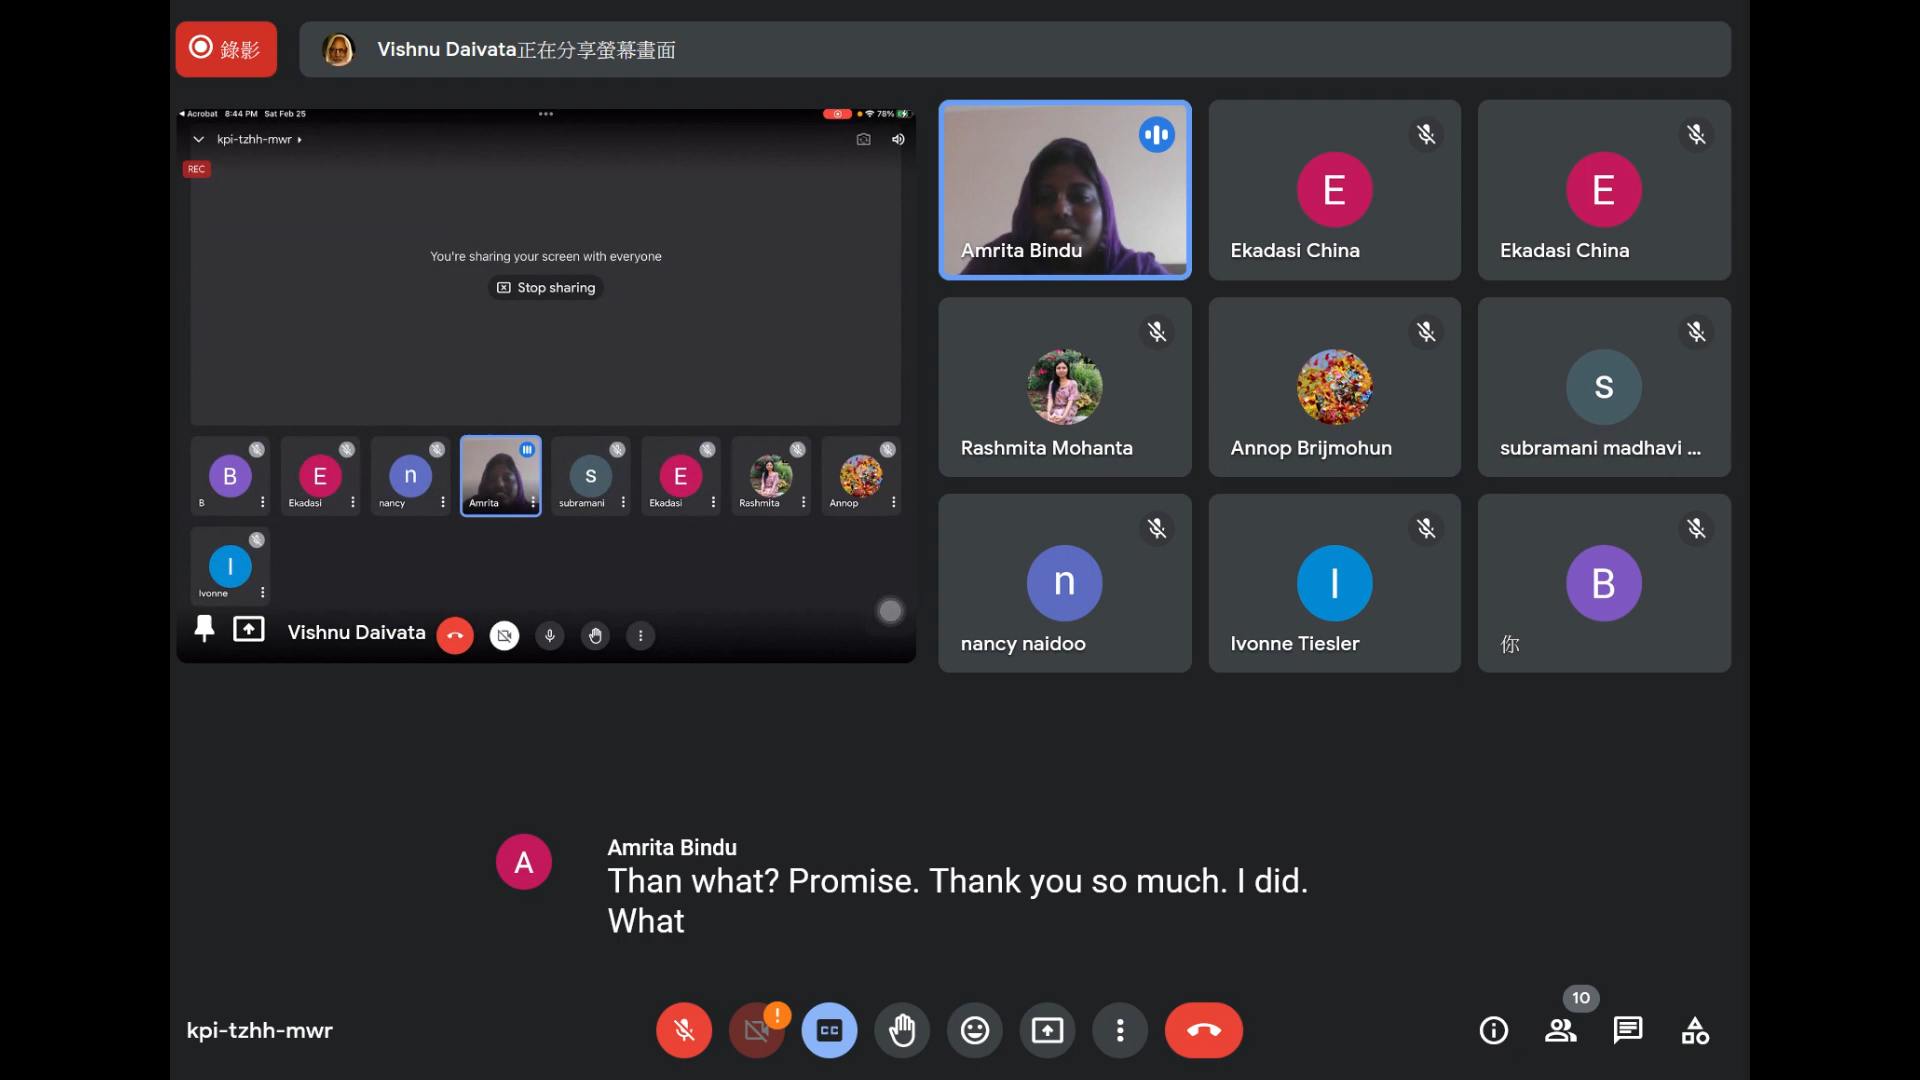 錄影
Vishnu Daivata正在分享螢幕畫面
Acrobat 8:44 PM Sat Feb 25
78%
kpi-tzhh-mwr
REC
You're sharing your screen with everyone
Stop sharing
B
E
n
s
E
B
Ekadasi
nancy
Amrita
subramani
Ekadasi
Rashmita
Annop
I
Ivonne
Vishnu Daivata
Amrita Bindu
E
Ekadasi China
E
Ekadasi China
Rashmita Mohanta
Annop Brijmohun
s
subramani madhavi ...
n
nancy naidoo
I
Ivonne Tiesler
B
你
A
Amrita Bindu
Than what? Promise. Thank you so much. I did.
What
kpi-tzhh-mwr
!
CC
10